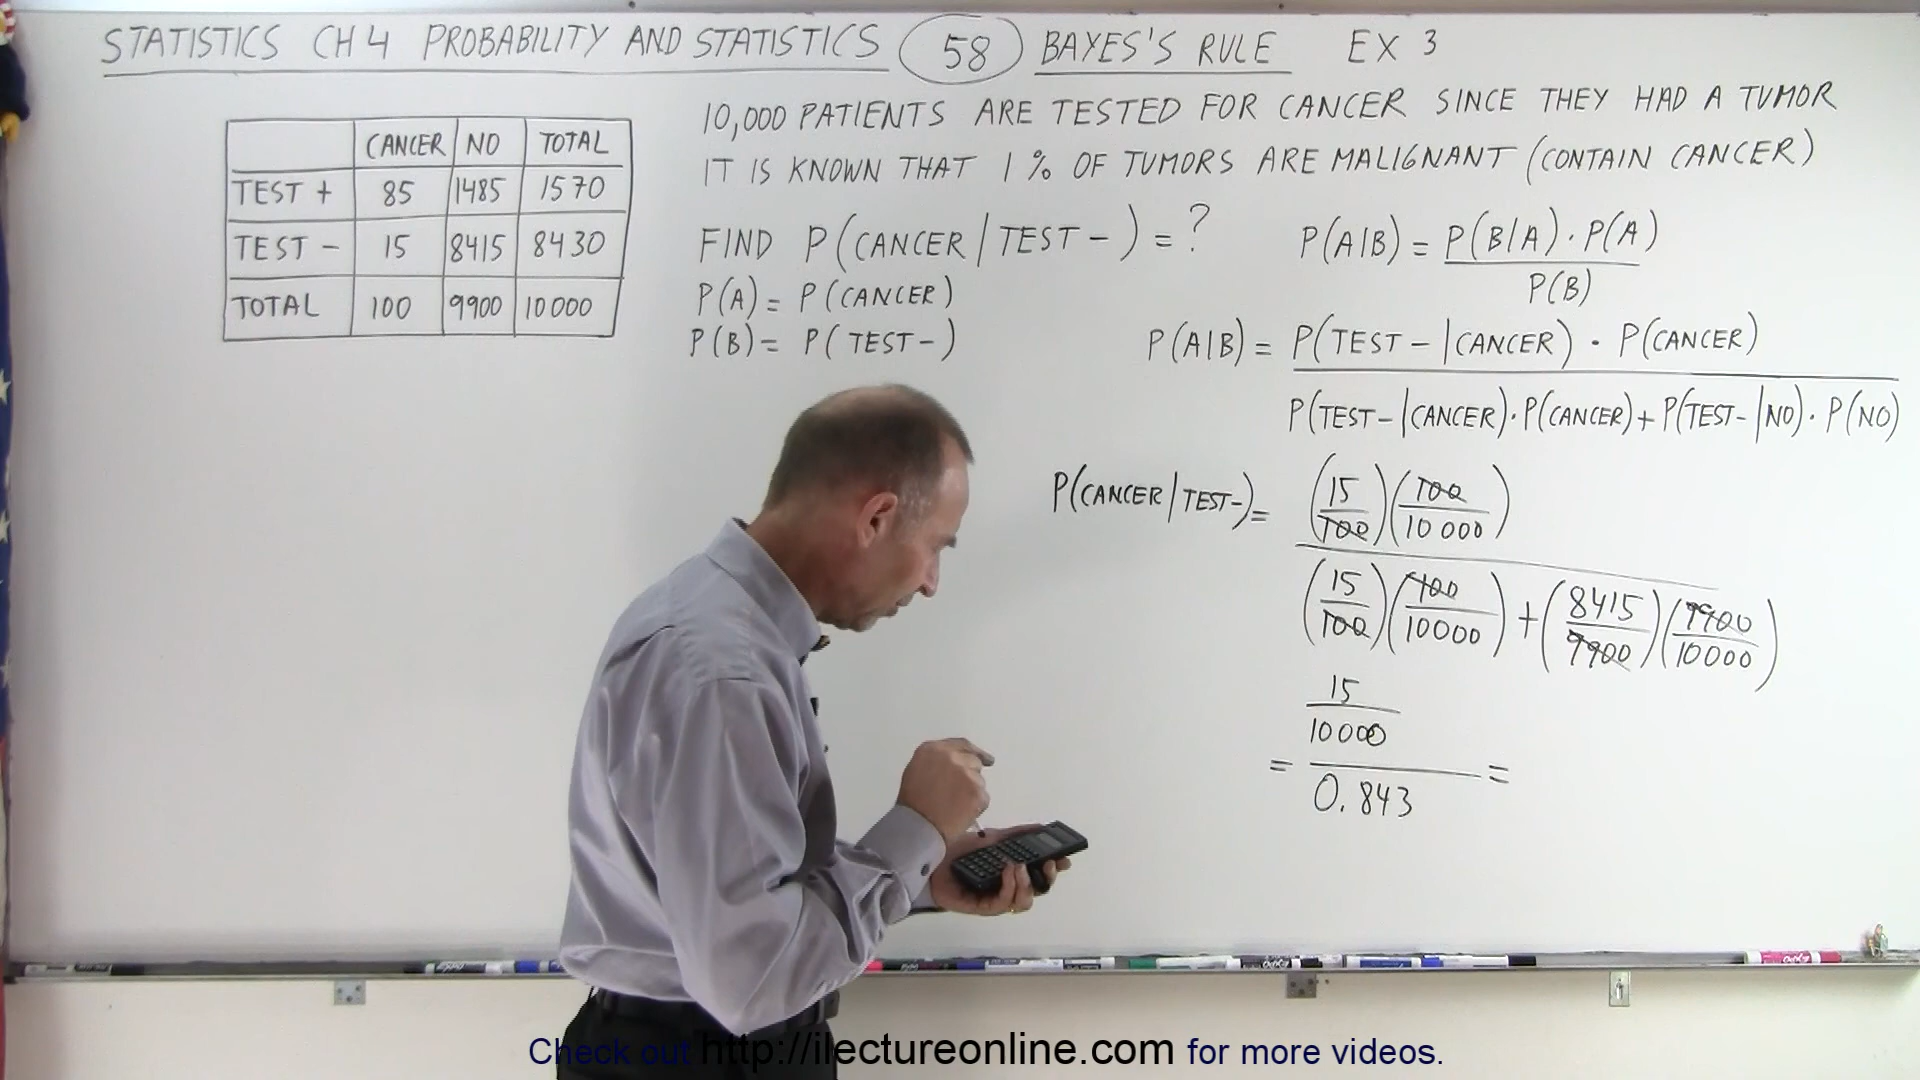 STATISTICS CH 4 PROBABILITY AND STATISTICS 58 BAYES'S RULE EX 3
CANCER NO TOTAL
TEST + 85 1485 1570
TEST - 15 8415 8430
TOTAL 100 9900 10000
10,000 PATIENTS ARE TESTED FOR CANCER SINCE THEY HAD A TUMOR
IT IS KNOWN THAT 1% OF TUMORS ARE MALIGNANT (CONTAIN CANCER)
FIND P(CANCER/TEST-) = ?
P(A) = P(CANCER)
P(B) = P(TEST-)
P(A|B) = P(B/A)·P(A)
P(B)
P(A|B) = P(TEST-|CANCER) · P(CANCER)
P(TEST-|CANCER)·P(CANCER)+P(TEST-|NO)·P(NO)
P(CANCER/TEST-) = (15/100)(100/10000)
(15/100)(100/10000)+(8415/9900)(9900/10000)
15
10000
= =
0.843
Check out http://ilectureonline.com for more videos.